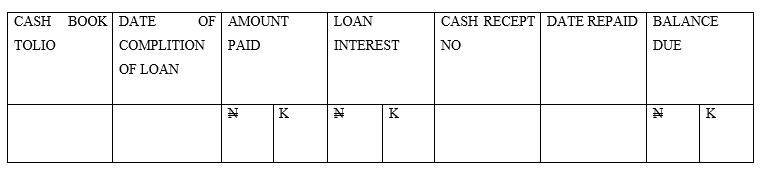 CASH BOOK TOLIO
DATE OF COMPLITION OF LOAN
AMOUNT PAID
LOAN INTEREST
CASH RECEPT NO
DATE REPAID
BALANCE DUE
₦ K ₦ K ₦ K